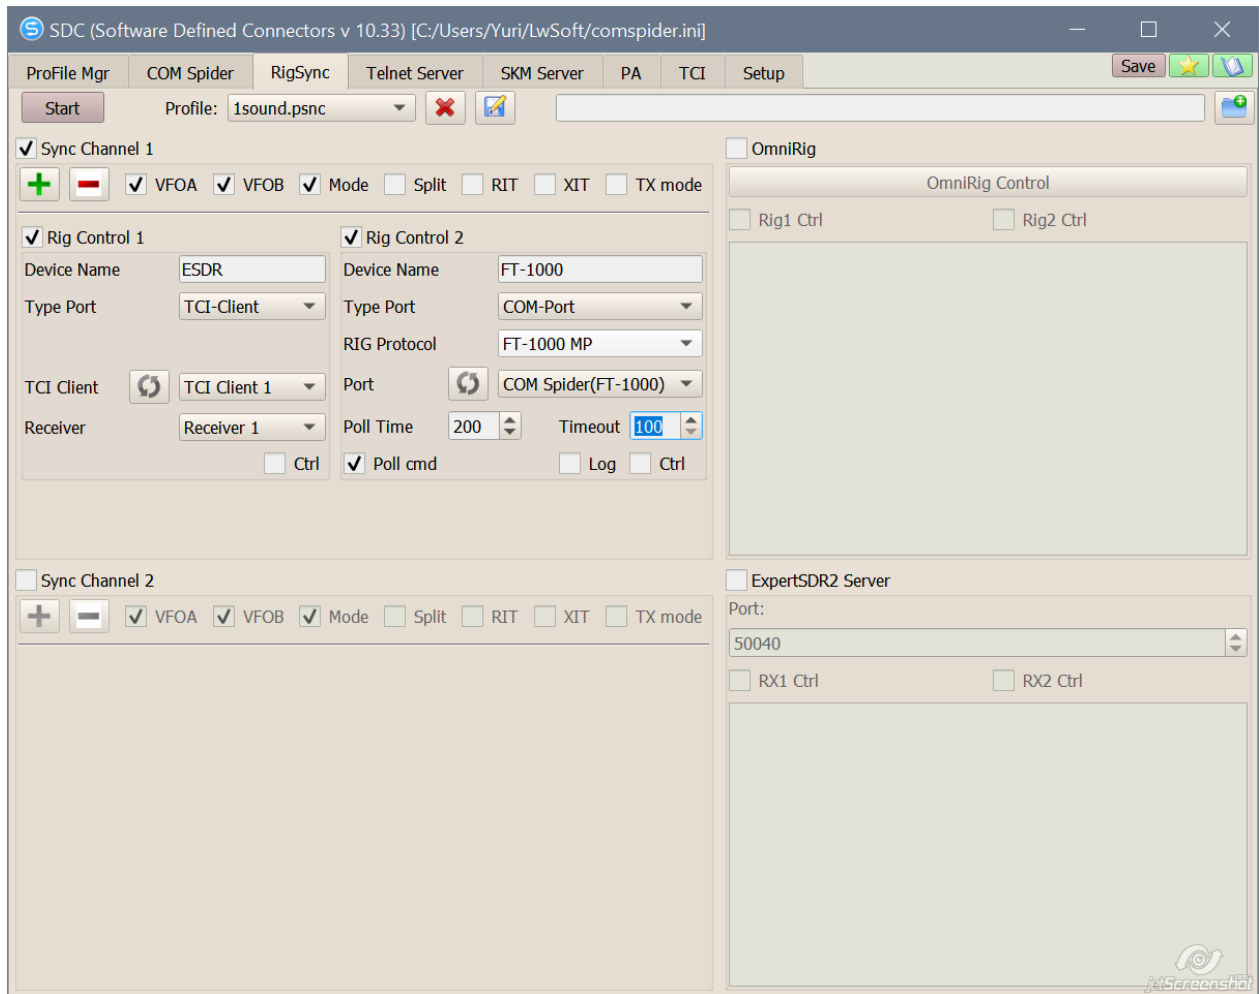 SDC (Software Defined Connectors v 10.33) [C:/Users/Yuri/LwSoft/comspider.ini]
ProFile Mgr COM Spider RigSync Telnet Server SKM Server PA TCI Setup Save
Start Profile: 1sound.psnc
Sync Channel 1
VFOA VFOB Mode Split RIT XIT TX mode
Rig Control 1
Device Name ESDR
Type Port TCI-Client
TCI Client TCI Client 1
Receiver Receiver 1
Ctrl
Rig Control 2
Device Name FT-1000
Type Port COM-Port
RIG Protocol FT-1000 MP
Port COM Spider(FT-1000)
Poll Time 200 Timeout 100
Poll cmd Log Ctrl
OmniRig
OmniRig Control
Rig1 Ctrl Rig2 Ctrl
Sync Channel 2
VFOA VFOB Mode Split RIT XIT TX mode
ExpertSDR2 Server
Port:
50040
RX1 Ctrl RX2 Ctrl
jetScreenshot